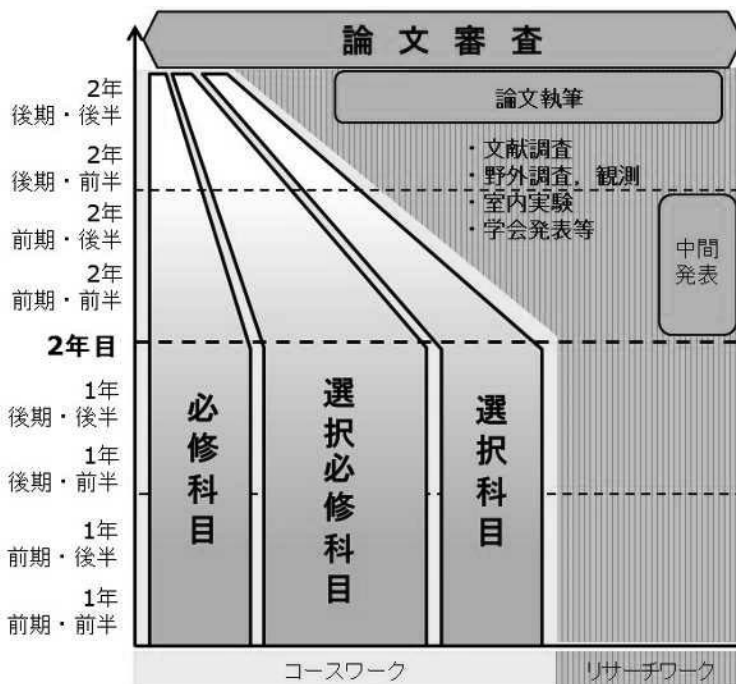 論文審査
2年
後期・後半
論文執筆
・文献調査
・野外調査，観測
・室内実験
・学会発表等
2年
後期・前半
2年
前期・後半
中間
発表
2年
前期・前半
2年目
1年
後期・後半
1年
後期・前半
1年
前期・後半
1年
前期・前半
必修科目
選択必修科目
選択科目
コースワーク
リサーチワーク